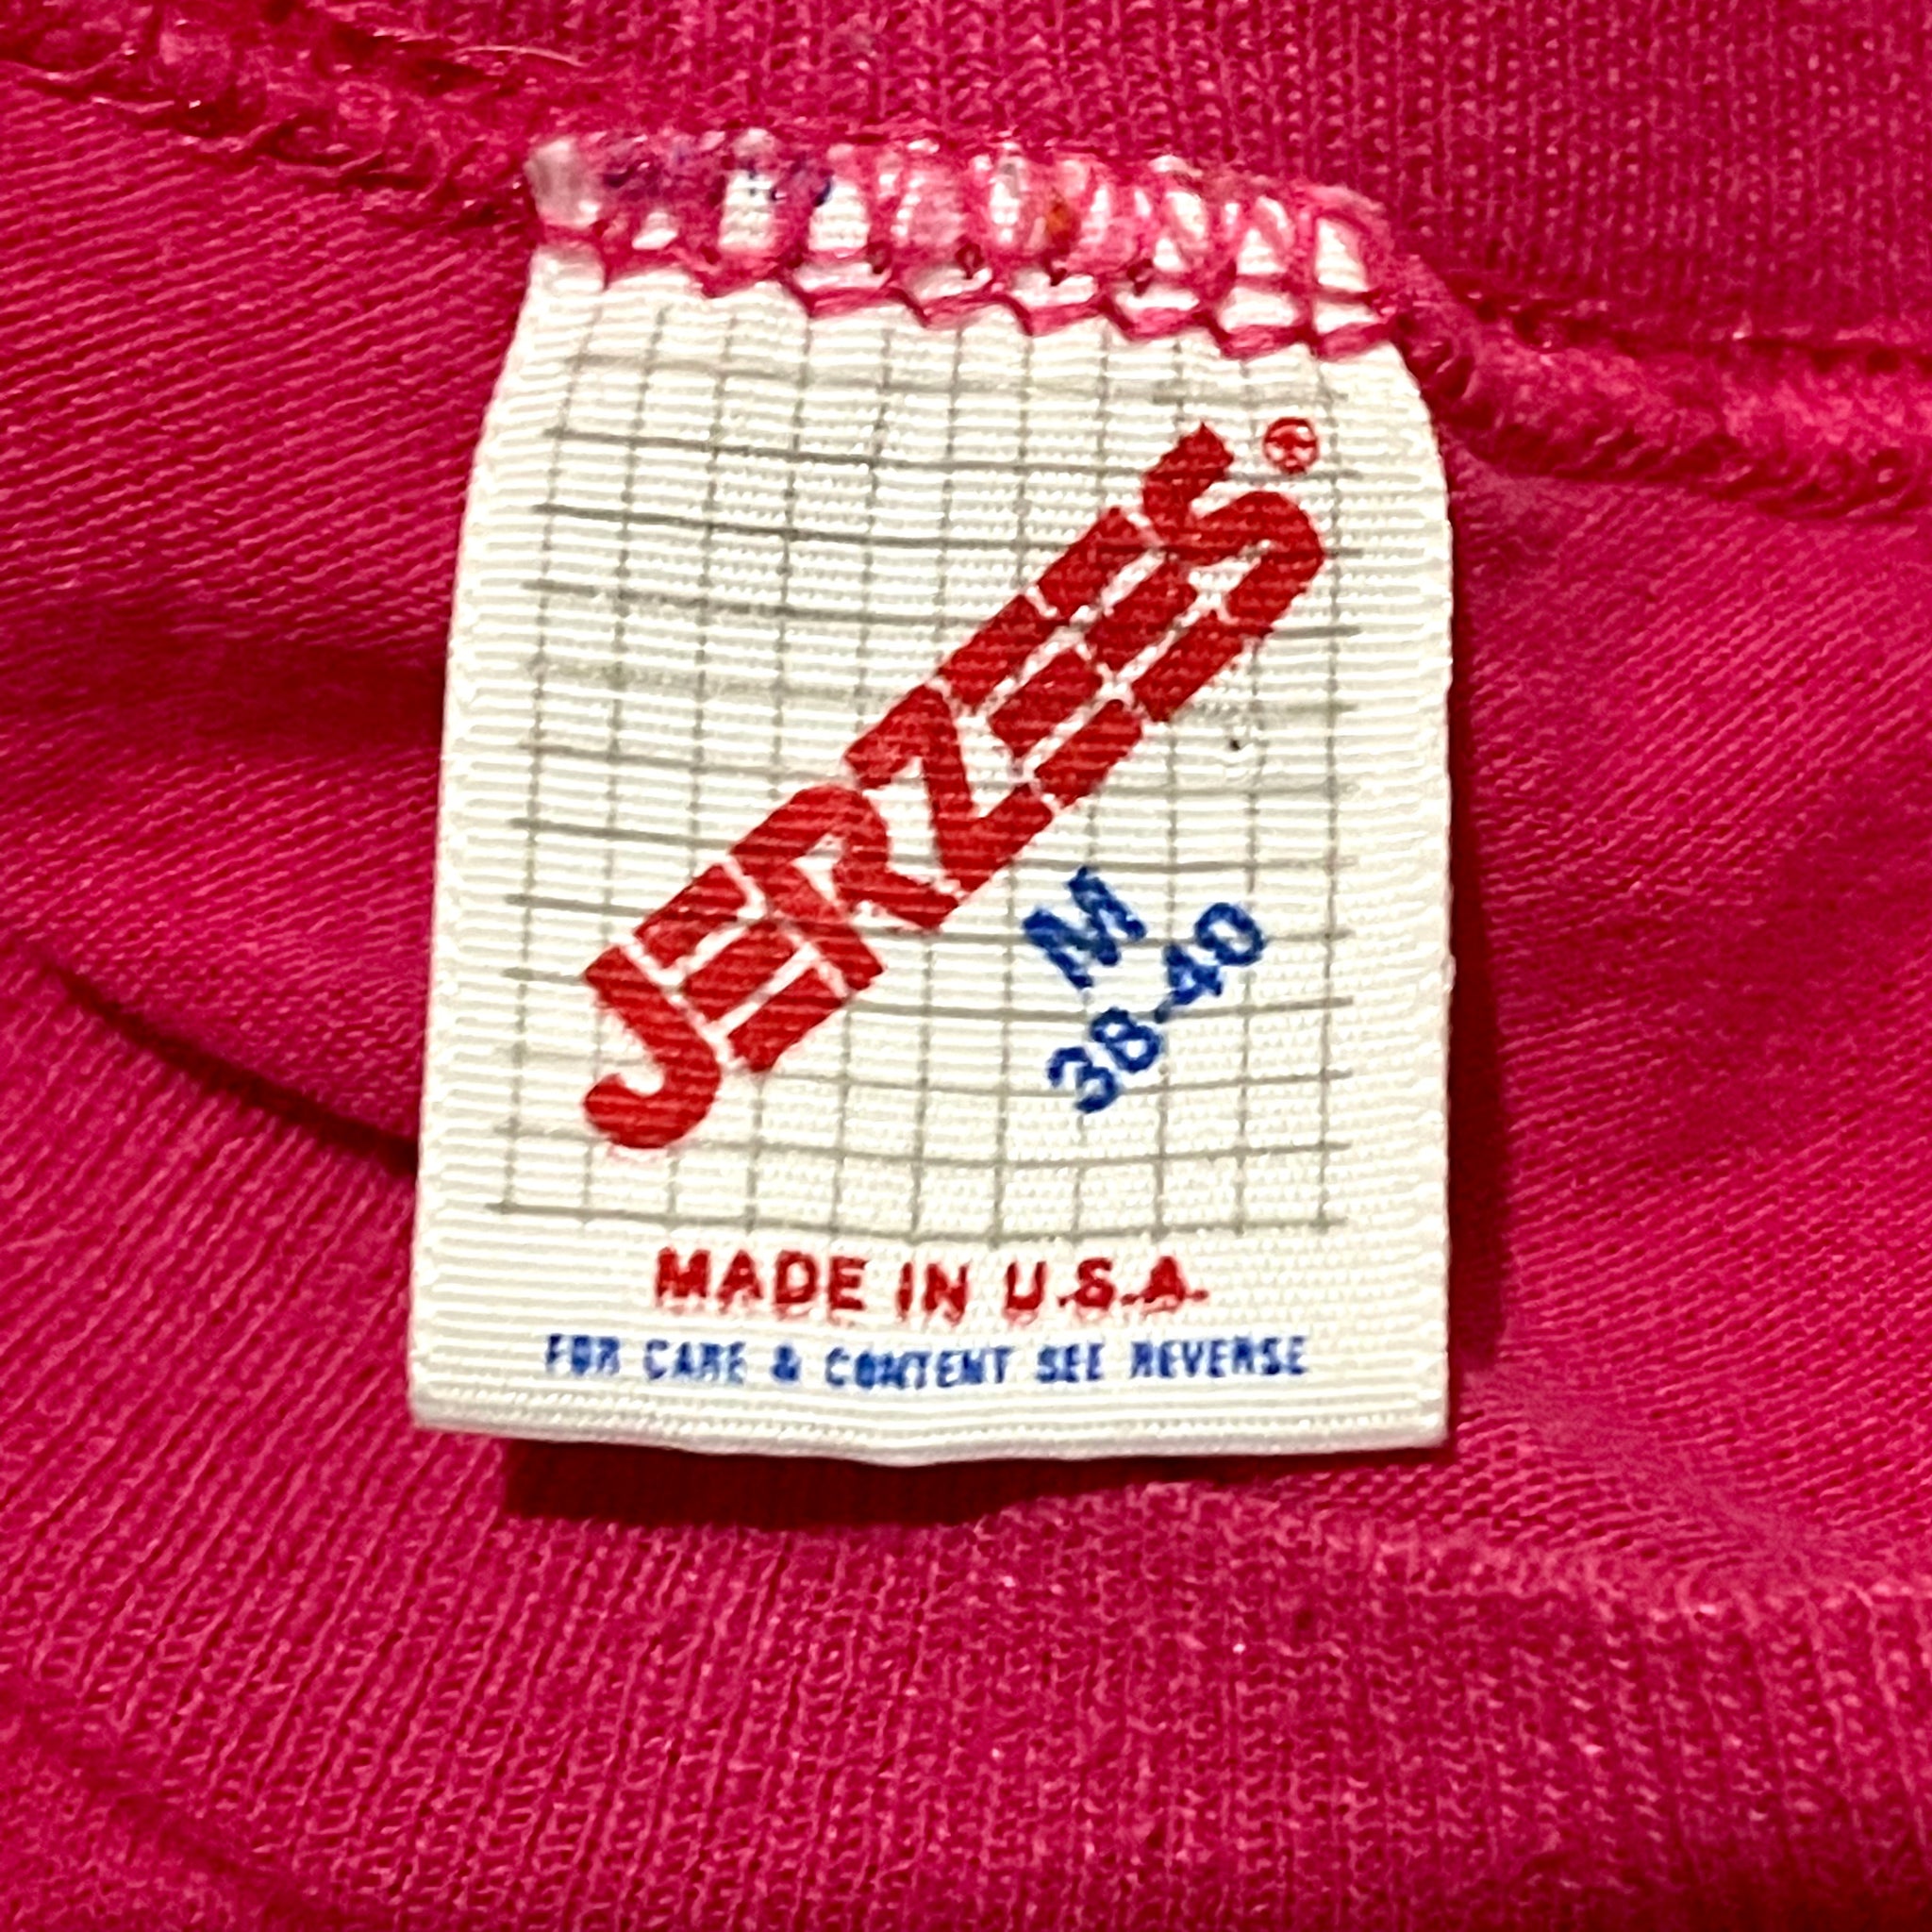 JERZEES®
M
38-40
MADE IN U.S.A.
FOR CARE & CONTENT SEE REVERSE